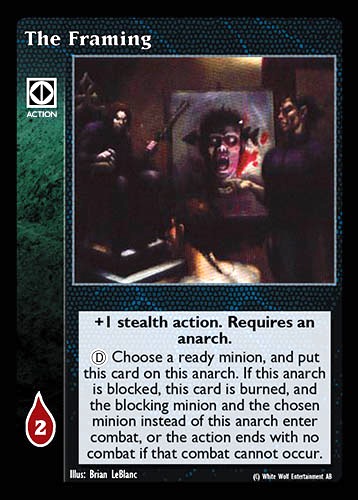 The Framing
ACTION
+1 stealth action. Requires an
anarch.
Ⓓ Choose a ready minion, and put
this card on this anarch. If this anarch
is blocked, this card is burned, and
the blocking minion and the chosen
minion instead of this anarch enter
combat, or the action ends with no
combat if that combat cannot occur.
2
Illus: Brian LeBlanc
(C) White Wolf Entertainment AB